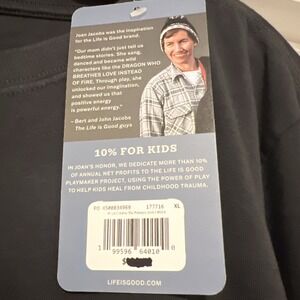 Joan Jacobs was the inspiration
for the Life is Good brand.
"Our mom didn't just tell us
bedtime stories. She sang,
danced and became wild
characters like the DRAGON WHO
BREATHES LOVE INSTEAD
OF FIRE. Through play, she
unlocked our imagination,
and showed us that
positive energy
is powerful energy."
– Bert and John Jacobs
The Life is Good guys
10% FOR KIDS
IN JOAN'S HONOR, WE DEDICATE MORE THAN 10%
OF ANNUAL NET PROFITS TO THE LIFE IS GOOD
PLAYMAKER PROJECT, USING THE POWER OF PLAY
TO HELP KIDS HEAL FROM CHILDHOOD TRAUMA.
177716 XL
1 99596 64010 0
$
LIFEISGOOD.COM